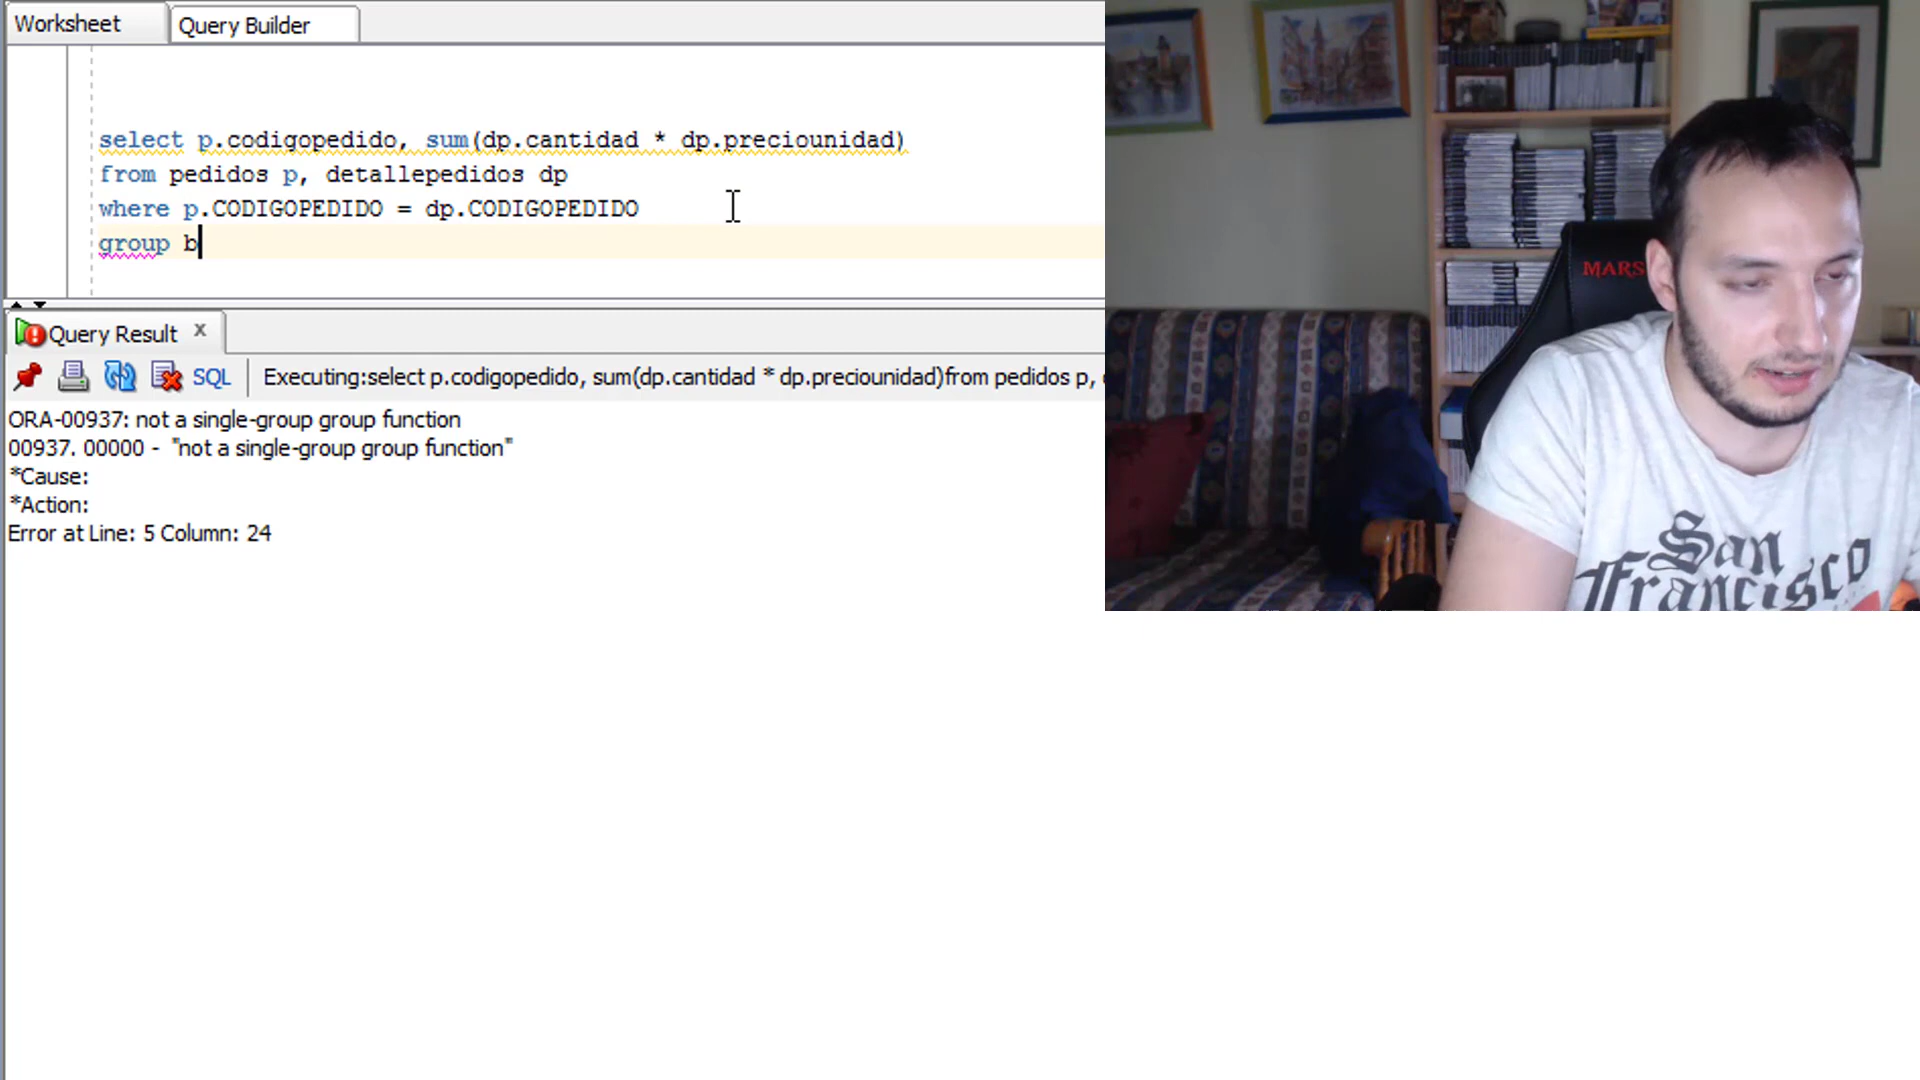 Worksheet
Query Builder
select p.codigopedido, sum(dp.cantidad * dp.preciounidad)
from pedidos p, detallepedidos dp
where p.CODIGOPEDIDO = dp.CODIGOPEDIDO
group b
Query Result x
SQL
Executing:select p.codigopedido, sum(dp.cantidad * dp.preciounidad)from pedidos p,
ORA-00937: not a single-group group function
00937. 00000 - "not a single-group group function"
*Cause:
*Action:
Error at Line: 5 Column: 24
MARS
San
Francisco